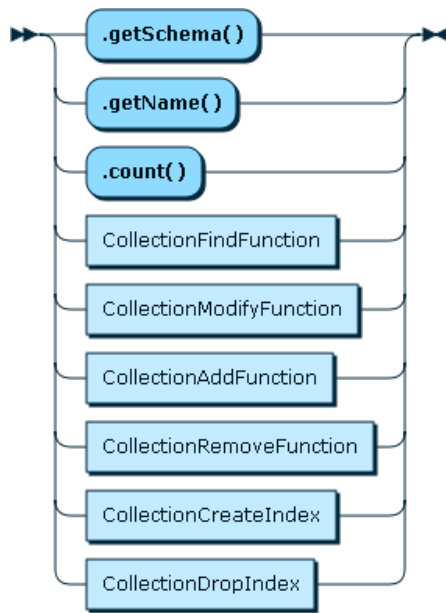 .getSchema()
.getName()
.count()
CollectionFindFunction
CollectionModifyFunction
CollectionAddFunction
CollectionRemoveFunction
CollectionCreateIndex
CollectionDropIndex